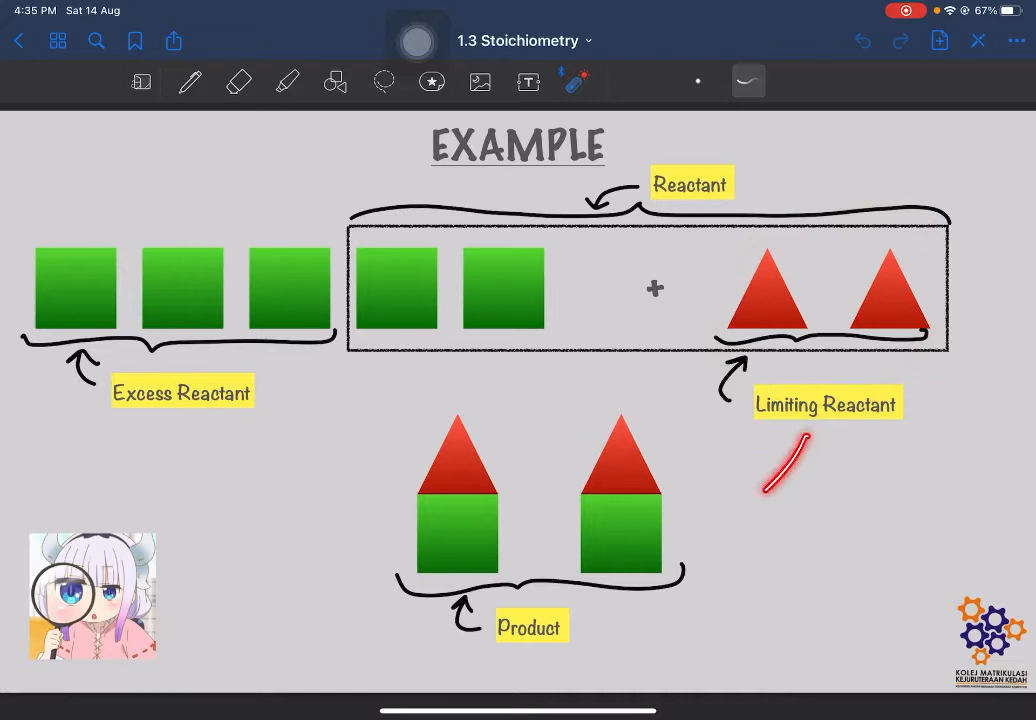 4:35 PM Sat 14 Aug
67%
1.3 Stoichiometry
T
EXAMPLE
Reactant
+
Excess Reactant
Limiting Reactant
Product
KOLEJ MATRIKULASI
KEJURUTERAAN KEDAH